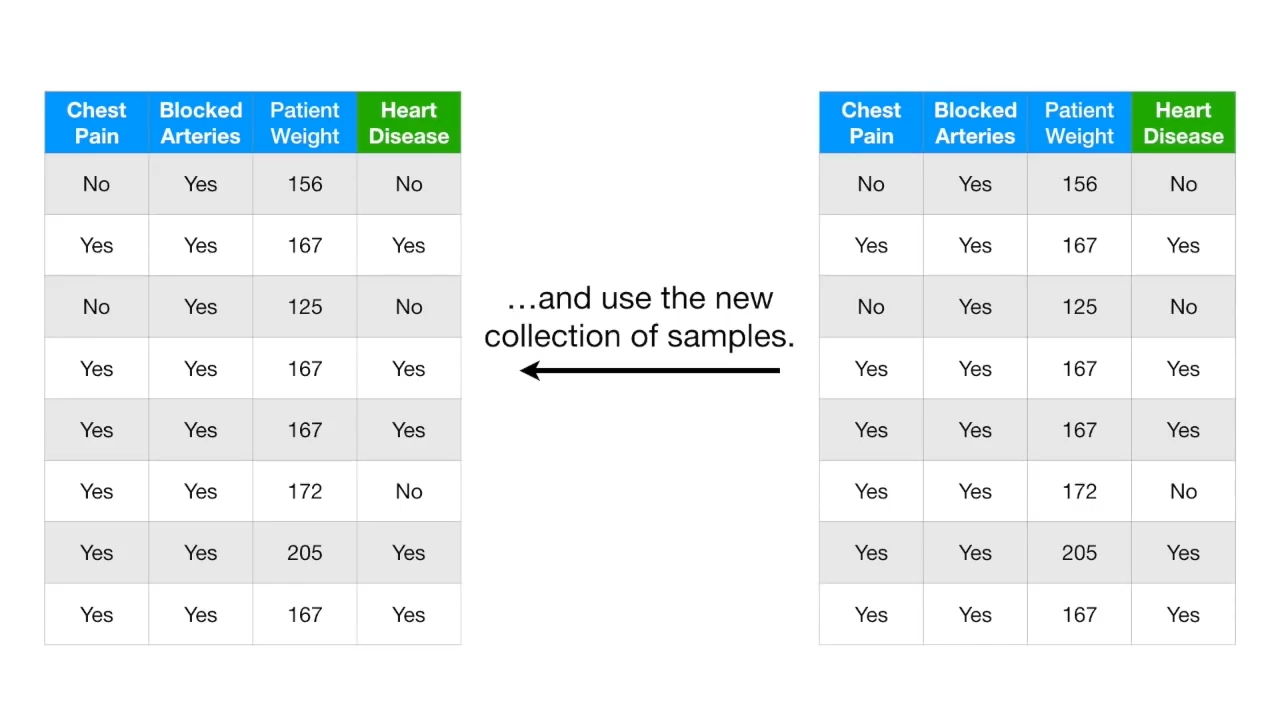 Chest Pain Blocked Arteries Patient Weight Heart Disease
No Yes 156 No
Yes Yes 167 Yes
No Yes 125 No
Yes Yes 167 Yes
Yes Yes 167 Yes
Yes Yes 172 No
Yes Yes 205 Yes
Yes Yes 167 Yes
…and use the new
collection of samples.
Chest Pain Blocked Arteries Patient Weight Heart Disease
No Yes 156 No
Yes Yes 167 Yes
No Yes 125 No
Yes Yes 167 Yes
Yes Yes 167 Yes
Yes Yes 172 No
Yes Yes 205 Yes
Yes Yes 167 Yes